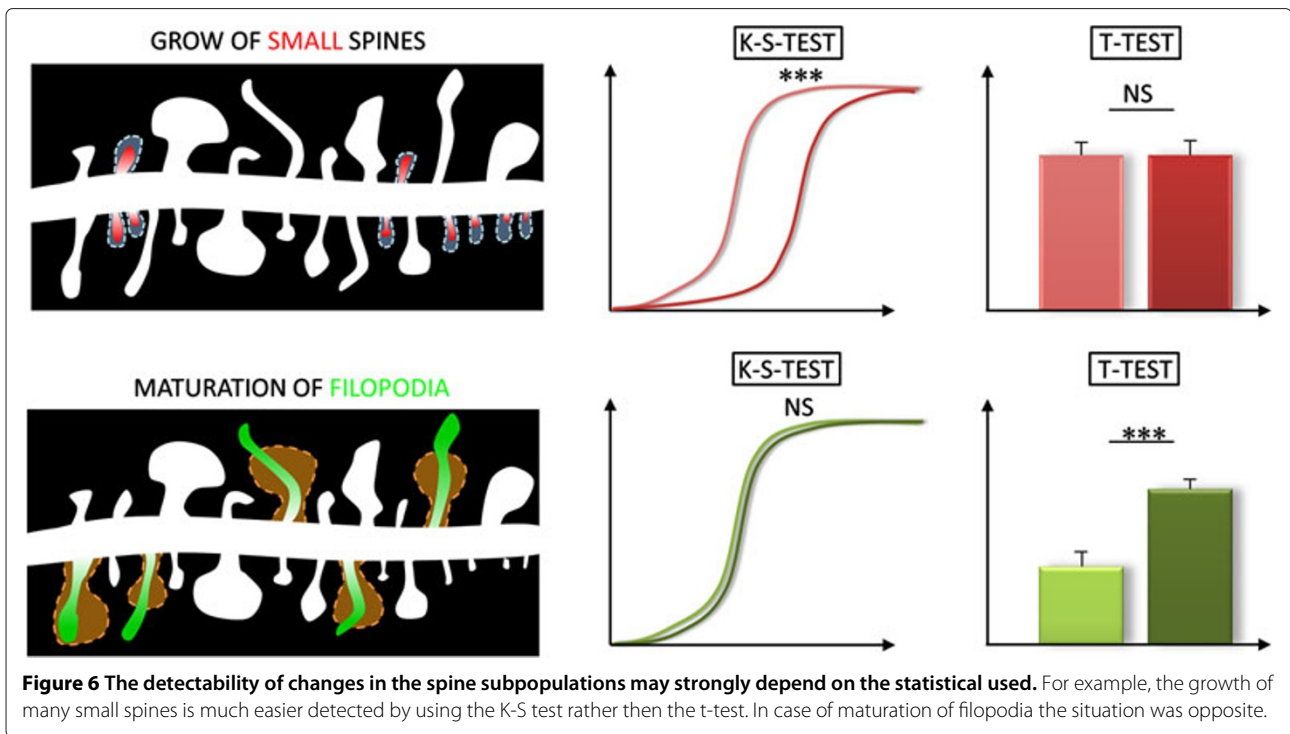 GROW OF SMALL SPINES
K-S-TEST
***
T-TEST
NS
MATURATION OF FILOPODIA
K-S-TEST
NS
T-TEST
***
Figure 6 The detectability of changes in the spine subpopulations may strongly depend on the statistical used. For example, the growth of
many small spines is much easier detected by using the K-S test rather then the t-test. In case of maturation of filopodia the situation was opposite.